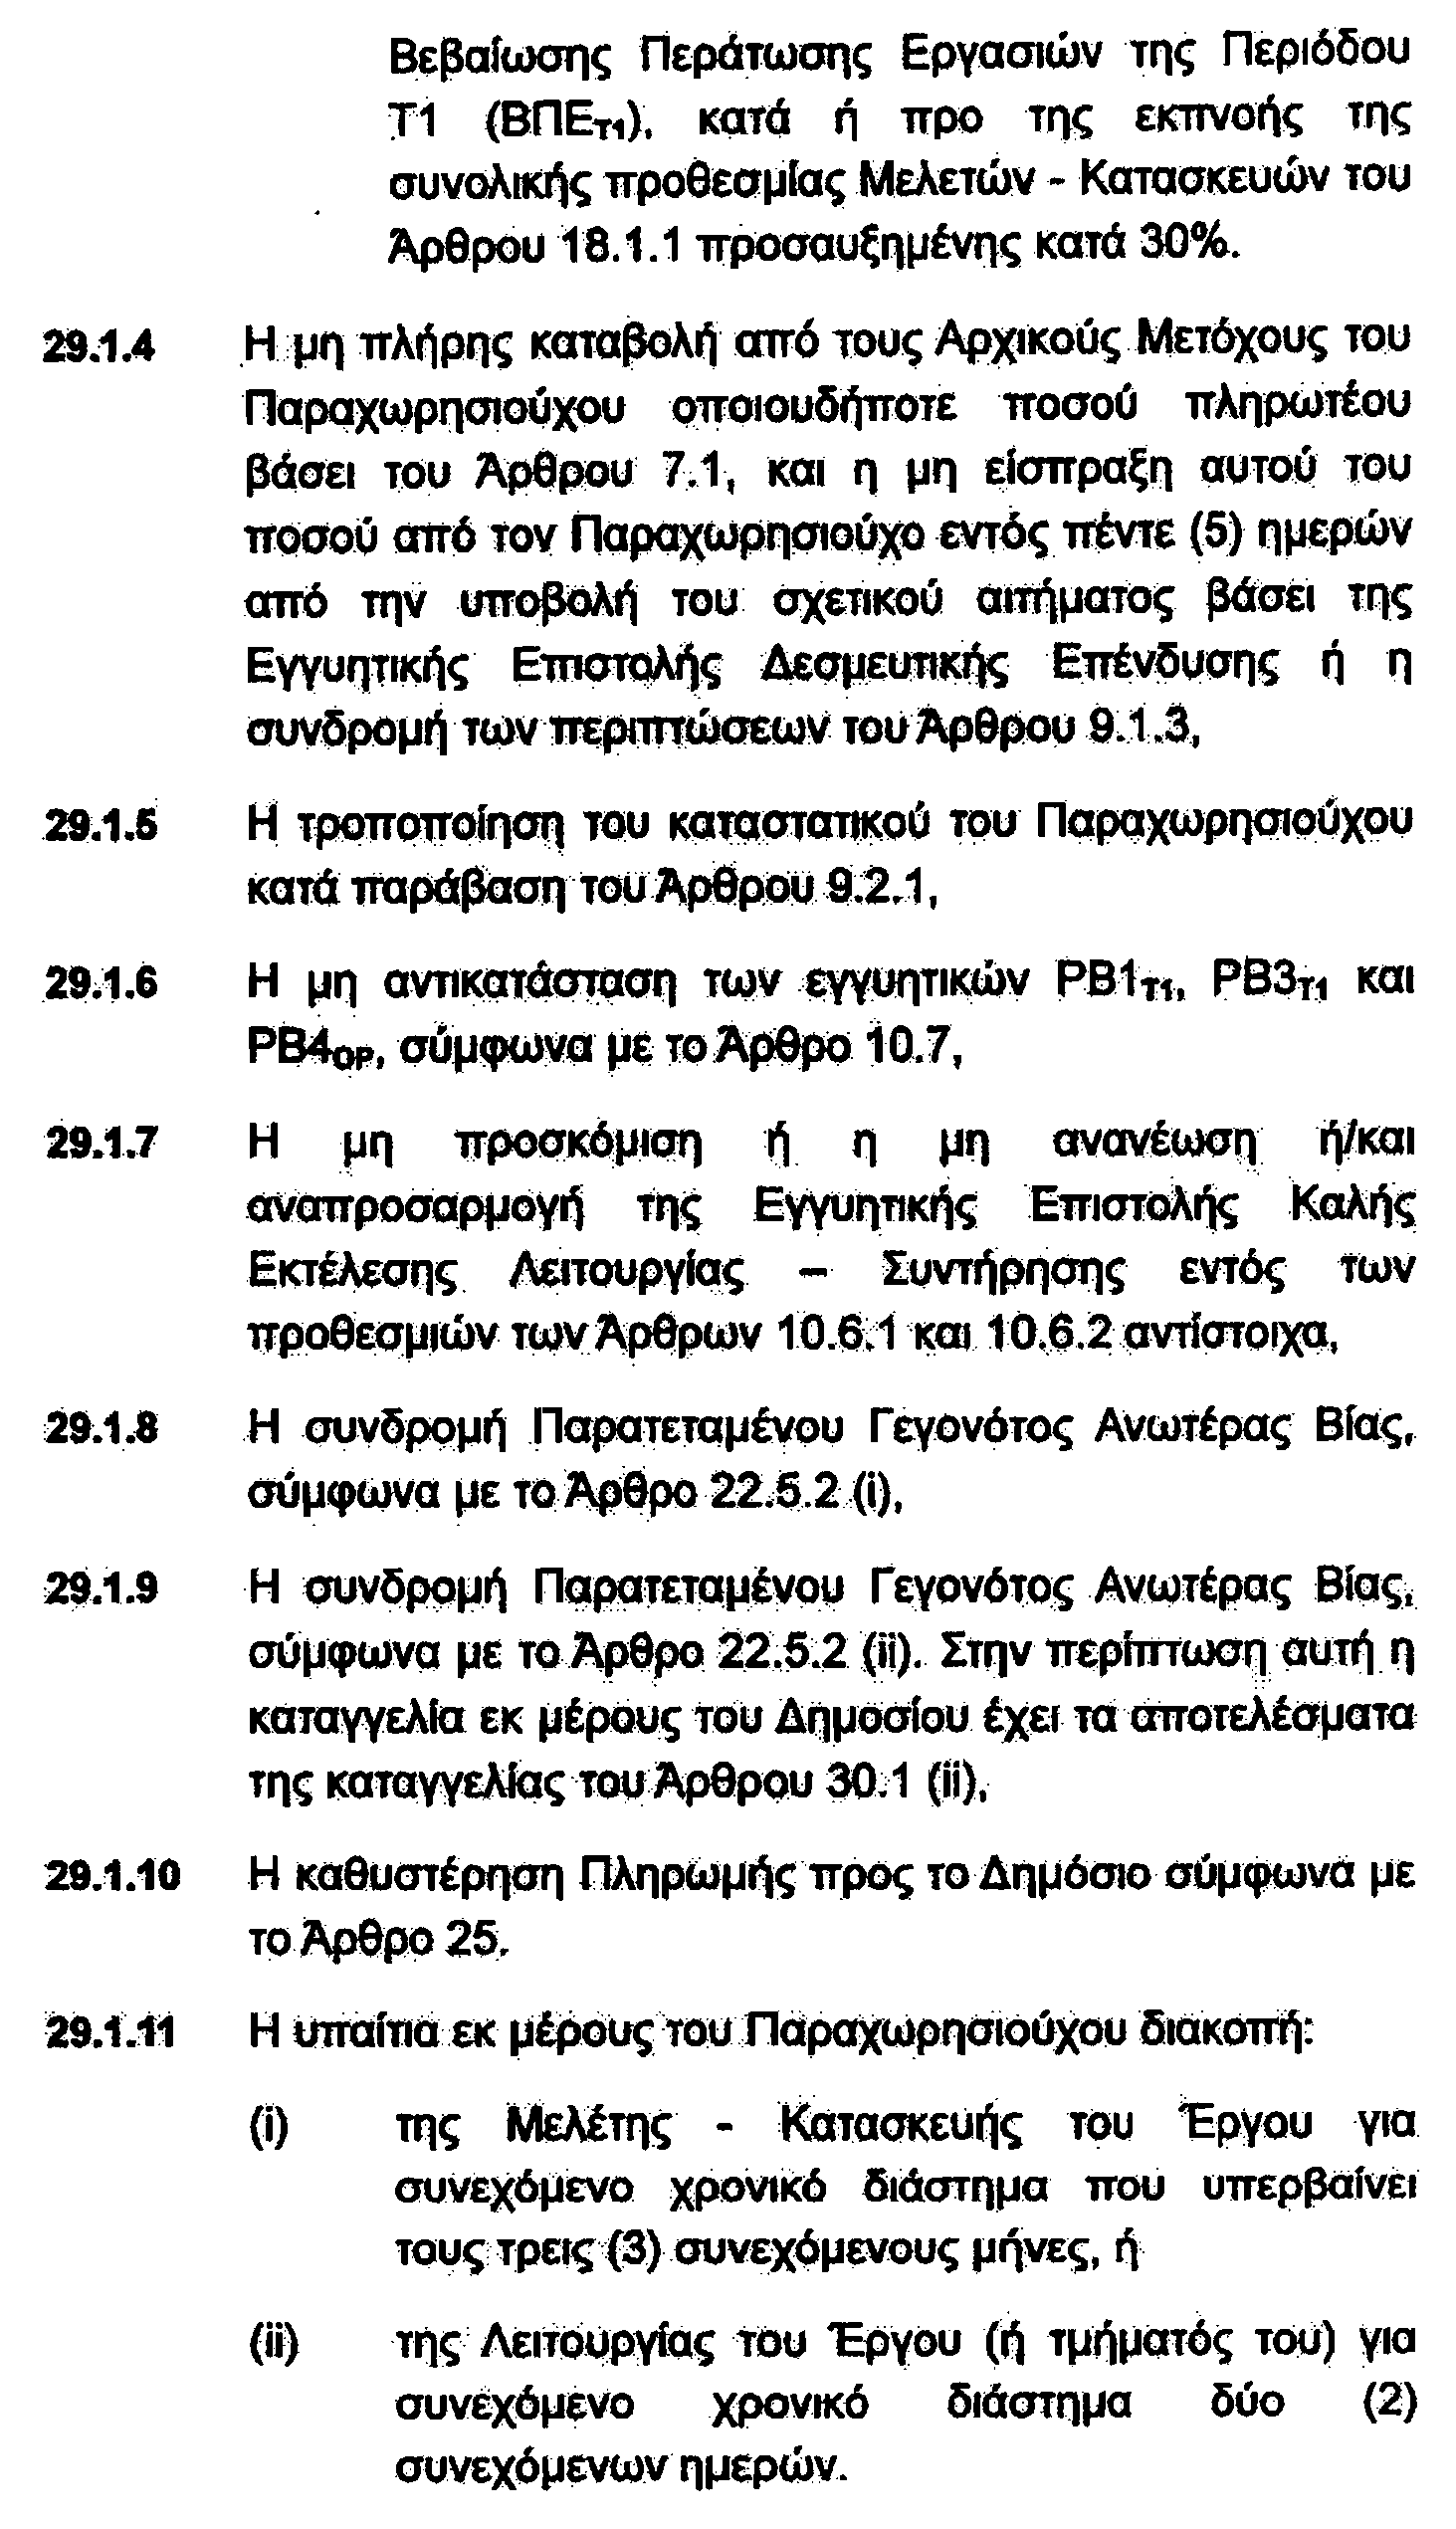 Βεβαίωσης Περάτωσης Εργασιών της Περιόδου
Τ1 (ΒΠΕΤ1), κατά ή προ της εκπνοής της
συνολικής προθεσμίας Μελετών - Κατασκευών του
Άρθρου 18.1.1 προσαυξημένης κατά 30%.
29.1.4 Η μη πλήρης καταβολή από τους Αρχικούς Μετόχους του
Παραχωρησιούχου οποιουδήποτε ποσού πληρωτέου
βάσει του Άρθρου 7.1, και η μη είσπραξη αυτού του
ποσού από τον Παραχωρησιούχο εντός πέντε (5) ημερών
από την υποβολή του σχετικού αιτήματος βάσει της
Εγγυητικής Επιστολής Δεσμευτικής Επένδυσης ή η
συνδρομή των περιπτώσεων του Άρθρου 9.1.3,
29.1.5 Η τροποποίηση του καταστατικού του Παραχωρησιούχου
κατά παράβαση του Άρθρου 9.2.1,
29.1.6 Η μη αντικατάσταση των εγγυητικών PB1Τ1, PB3Τ1 και
PB4OP, σύμφωνα με το Άρθρο 10.7,
29.1.7 Η μη προσκόμιση ή η μη ανανέωση ή/και
αναπροσαρμογή της Εγγυητικής Επιστολής Καλής
Εκτέλεσης Λειτουργίας – Συντήρησης εντός των
προθεσμιών των Άρθρων 10.6.1 και 10.6.2 αντίστοιχα,
29.1.8 Η συνδρομή Παρατεταμένου Γεγονότος Ανωτέρας Βίας,
σύμφωνα με το Άρθρο 22.5.2 (i),
29.1.9 Η συνδρομή Παρατεταμένου Γεγονότος Ανωτέρας Βίας,
σύμφωνα με το Άρθρο 22.5.2 (ii). Στην περίπτωση αυτή η
καταγγελία εκ μέρους του Δημοσίου έχει τα αποτελέσματα
της καταγγελίας του Άρθρου 30.1 (ii),
29.1.10 Η καθυστέρηση Πληρωμής προς το Δημόσιο σύμφωνα με
το Άρθρο 25.
29.1.11 Η υπαίτια εκ μέρους του Παραχωρησιούχου διακοπή:
(i) της Μελέτης - Κατασκευής του Έργου για
συνεχόμενο χρονικό διάστημα που υπερβαίνει
τους τρεις (3) συνεχόμενους μήνες, ή
(ii) της Λειτουργίας του Έργου (ή τμήματός του) για
συνεχόμενο χρονικό διάστημα δύο (2)
συνεχόμενων ημερών.